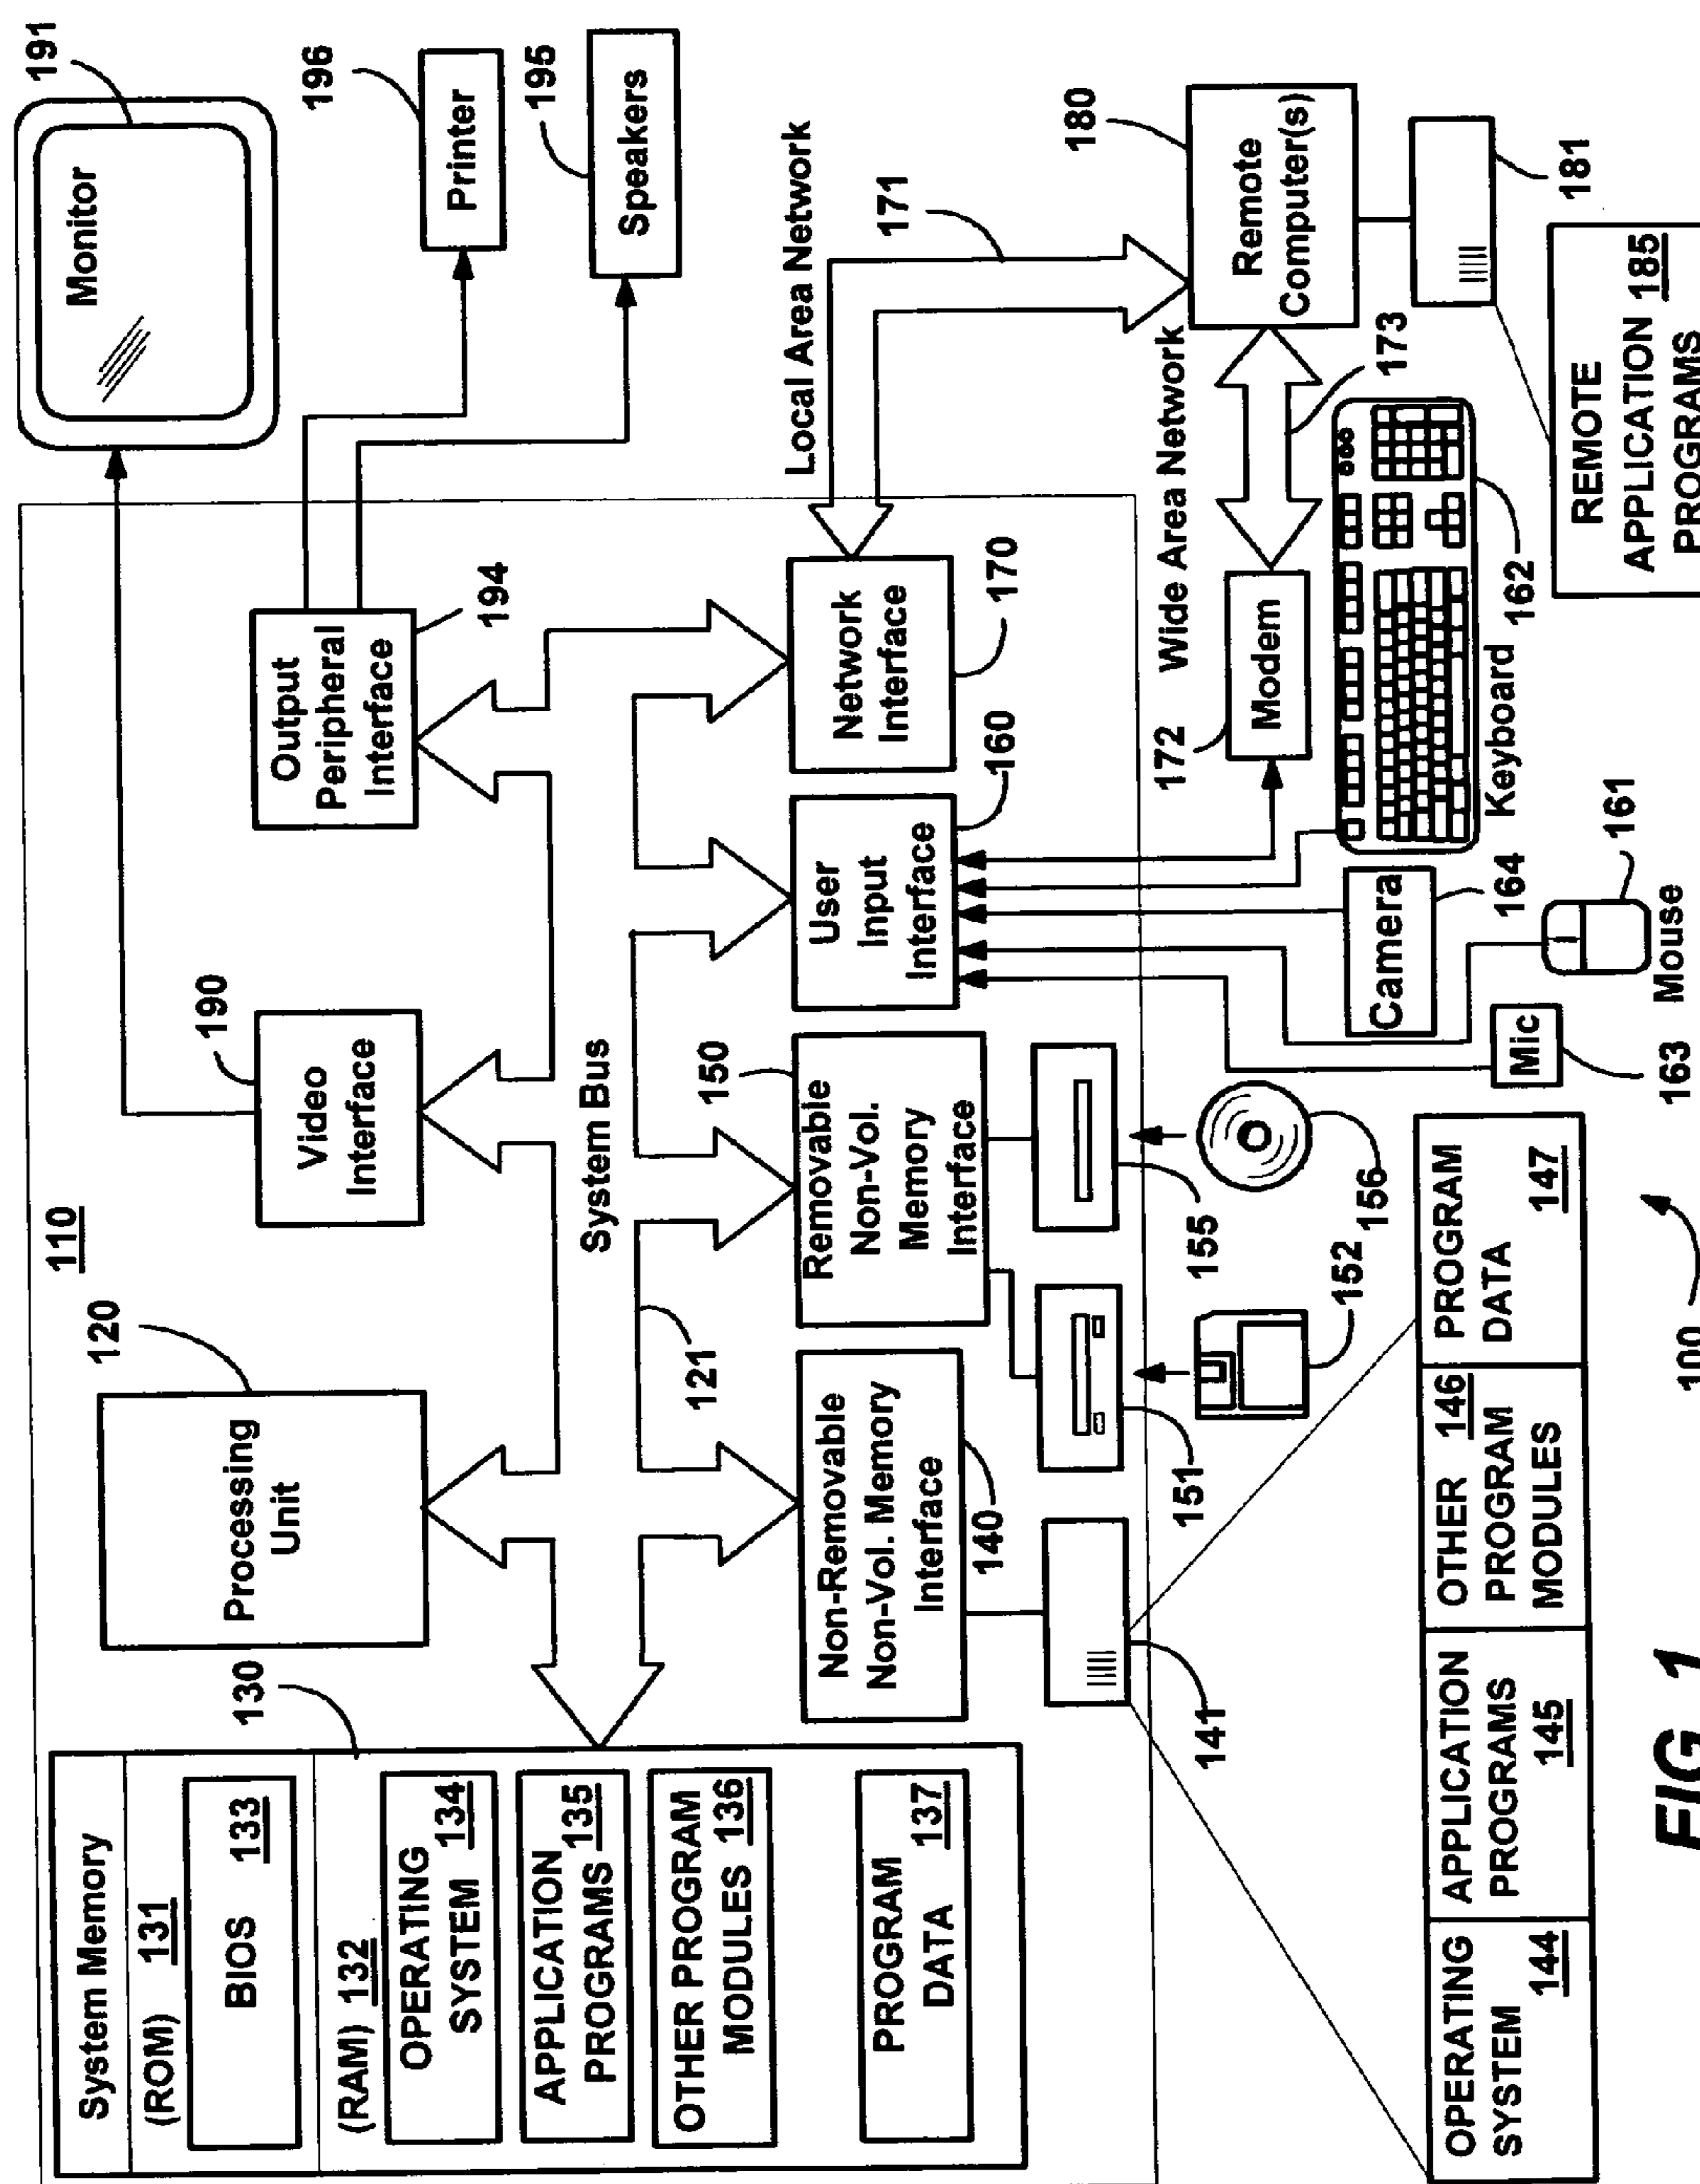 System Memory
(ROM) 131
BIOS 133
(RAM) 132
OPERATING
SYSTEM 134
APPLICATION
PROGRAMS 135
OTHER PROGRAM
MODULES 136
PROGRAM
DATA 137
130
110
120
Processing
Unit
190
Video
Interface
Output
Peripheral
Interface
194
Monitor
191
196
Printer
195
Speakers
System Bus
121
Non-Removable
Non-Vol. Memory
Interface
140
150
Removable
Non-Vol.
Memory
Interface
User
Input
Interface
160
Network
Interface
170
Local Area Network
171
180
Remote
Computer(s)
181
Wide Area Network
173
172
Modem
141
151
152
155
156
Keyboard
162
Camera
164
Mic
163
161
Mouse
REMOTE
APPLICATION 185
PROGRAMS
OPERATING
SYSTEM 144
APPLICATION
PROGRAMS
145
OTHER 146
PROGRAM
MODULES
PROGRAM
DATA 147
100
FIG 1